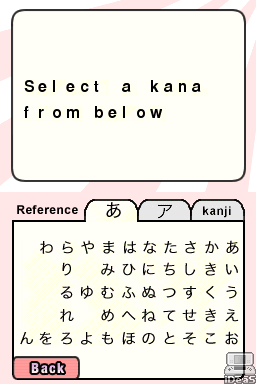 Select a kana
from below
Reference あ ア kanji
わ ら や ま は な た さ か あ
り み ひ に ち し き い
る ゆ む ふ ぬ つ す く う
れ め へ ね て せ け え
ん を ろ よ も ほ の と そ こ お
Back
iDeaS